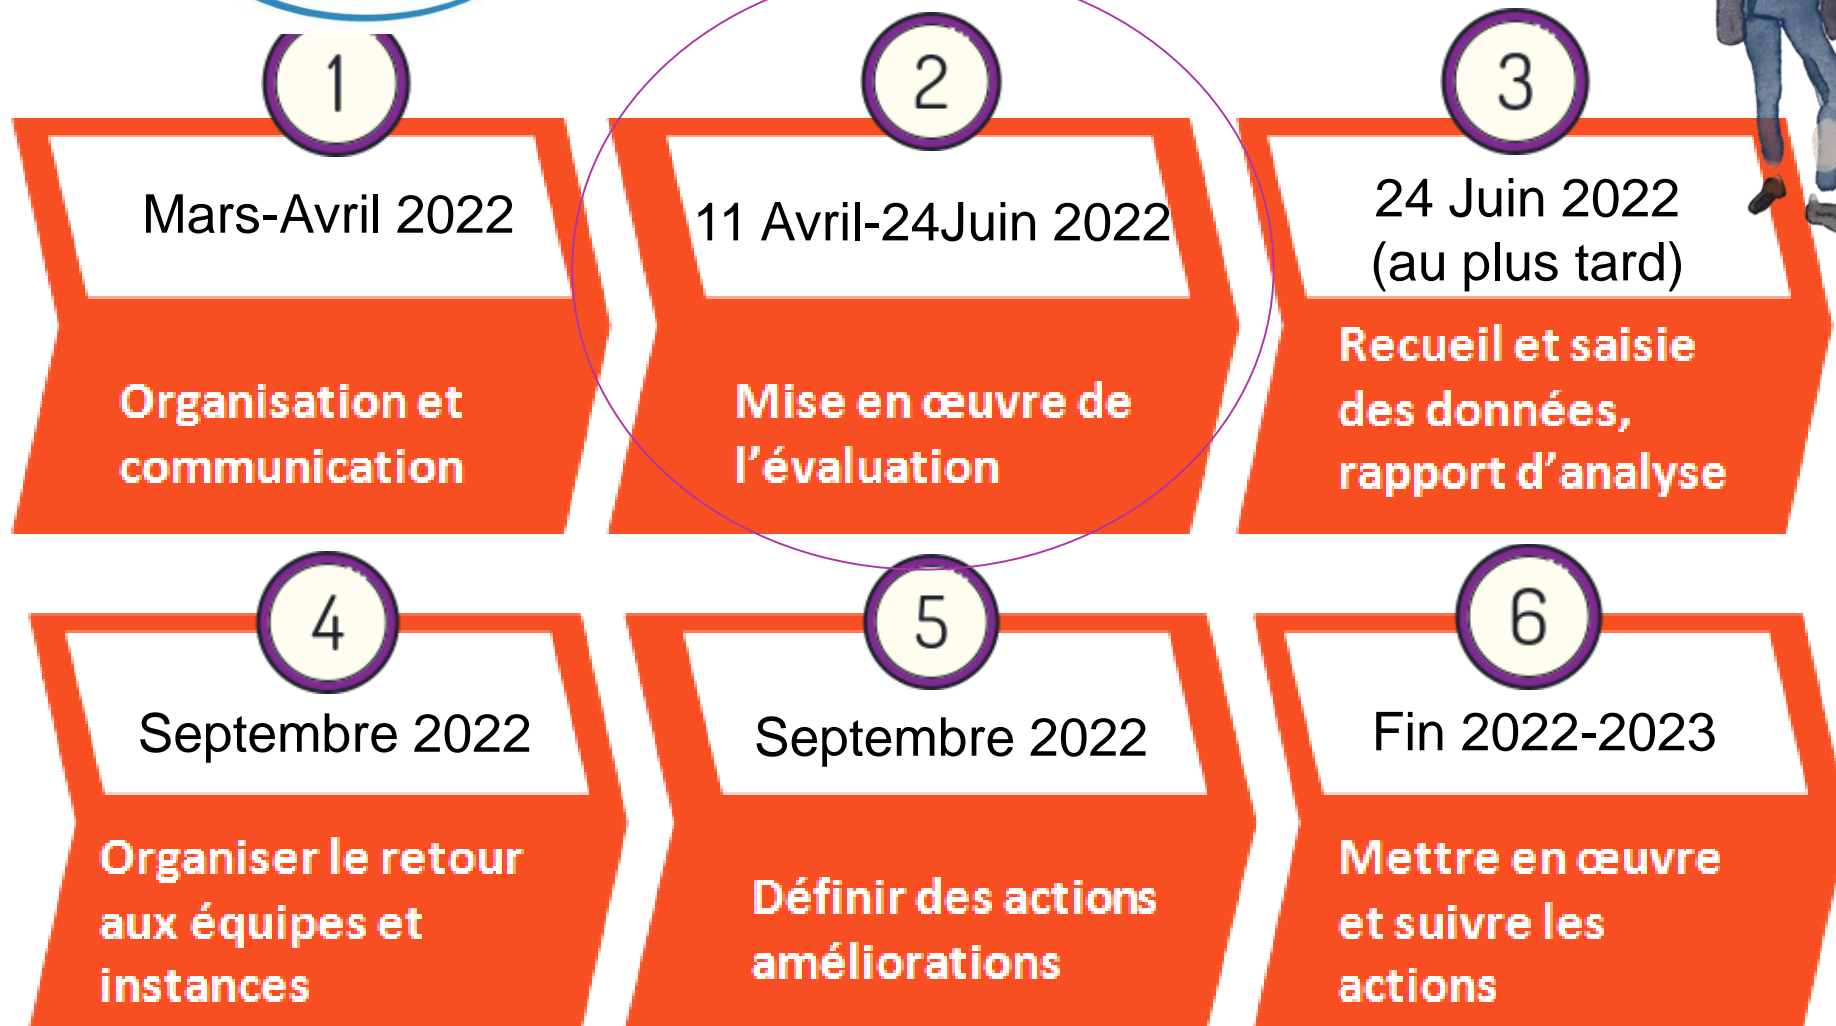 1
Mars-Avril 2022
Organisation et
communication
2
11 Avril-24Juin 2022
Mise en œuvre de
l’évaluation
3
24 Juin 2022
(au plus tard)
Recueil et saisie
des données,
rapport d’analyse
4
Septembre 2022
Organiser le retour
aux équipes et
instances
5
Septembre 2022
Définir des actions
améliorations
6
Fin 2022-2023
Mettre en œuvre
et suivre les
actions